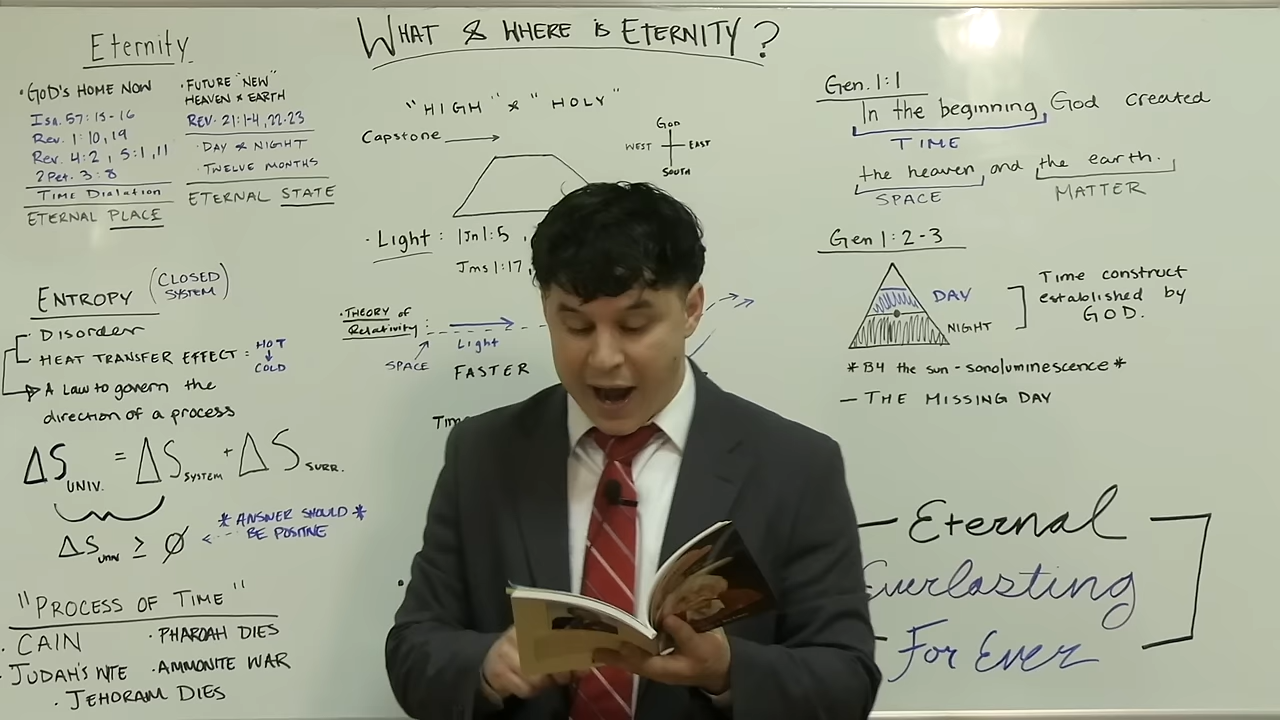 WHAT & WHERE IS ETERNITY?
Eternity
• GOD'S HOME NOW
Isa. 57:15-16
Rev. 1:10, 19
Rev. 4:2, 5:1, 11
2 Pet. 3:8
TIME DIALATION
ETERNAL PLACE
• FUTURE "NEW"
HEAVEN & EARTH
REV. 21:1-4, 22-23
• DAY & NIGHT
• TWELVE MONTHS
ETERNAL STATE
ENTROPY (CLOSED
SYSTEM)
• DISORDER
• HEAT TRANSFER EFFECT: HOT
COLD
A LAW to govern the
direction of a process
ΔS UNIV. = ΔS SYSTEM + ΔS SURR.
ΔS UNIV ≥ Ø
* ANSWER SHOULD *
BE POSITIVE
"PROCESS OF TIME"
• CAIN
• JUDAH'S WIFE
• JEHORAM DIES
• PHAROAH DIES
• AMMONITE WAR
"HIGH" & "HOLY"
Capstone
God
WEST
EAST
SOUTH
• Light: 1Jn 1:5,
Jms 1:17,
• THEORY of
Relativity:
SPACE
Light
FASTER
Gen. 1:1
In the beginning, God created
TIME
the heaven, and the earth.
SPACE
MATTER
Gen 1:2-3
DAY
NIGHT
Time construct
established by
GOD.
* B4 the sun - sonoluminescence *
— THE MISSING DAY
— Eternal
Everlasting
— For Ever